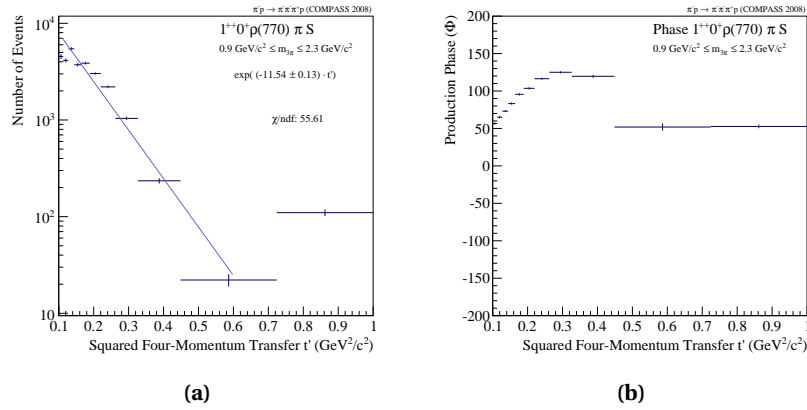 π⁻p → π⁻π⁻π⁺p (COMPASS 2008)
1⁺⁺0⁺ρ(770) π S
0.9 GeV/c² ≤ m₃π ≤ 2.3 GeV/c²
exp( (-11.54 ± 0.13) · t')
χ/ndf: 55.61
Number of Events
10⁴
10³
10²
10
0.1 0.2 0.3 0.4 0.5 0.6 0.7 0.8 0.9 1
Squared Four-Momentum Transfer t' (GeV²/c²)
(a)
π⁻p → π⁻π⁻π⁺p (COMPASS 2008)
Phase 1⁺⁺0⁺ρ(770) π S
0.9 GeV/c² ≤ m₃π ≤ 2.3 GeV/c²
Production Phase (Φ)
200
150
100
50
0
-50
-100
-150
-200
0.1 0.2 0.3 0.4 0.5 0.6 0.7 0.8 0.9 1
Squared Four-Momentum Transfer t' (GeV²/c²)
(b)